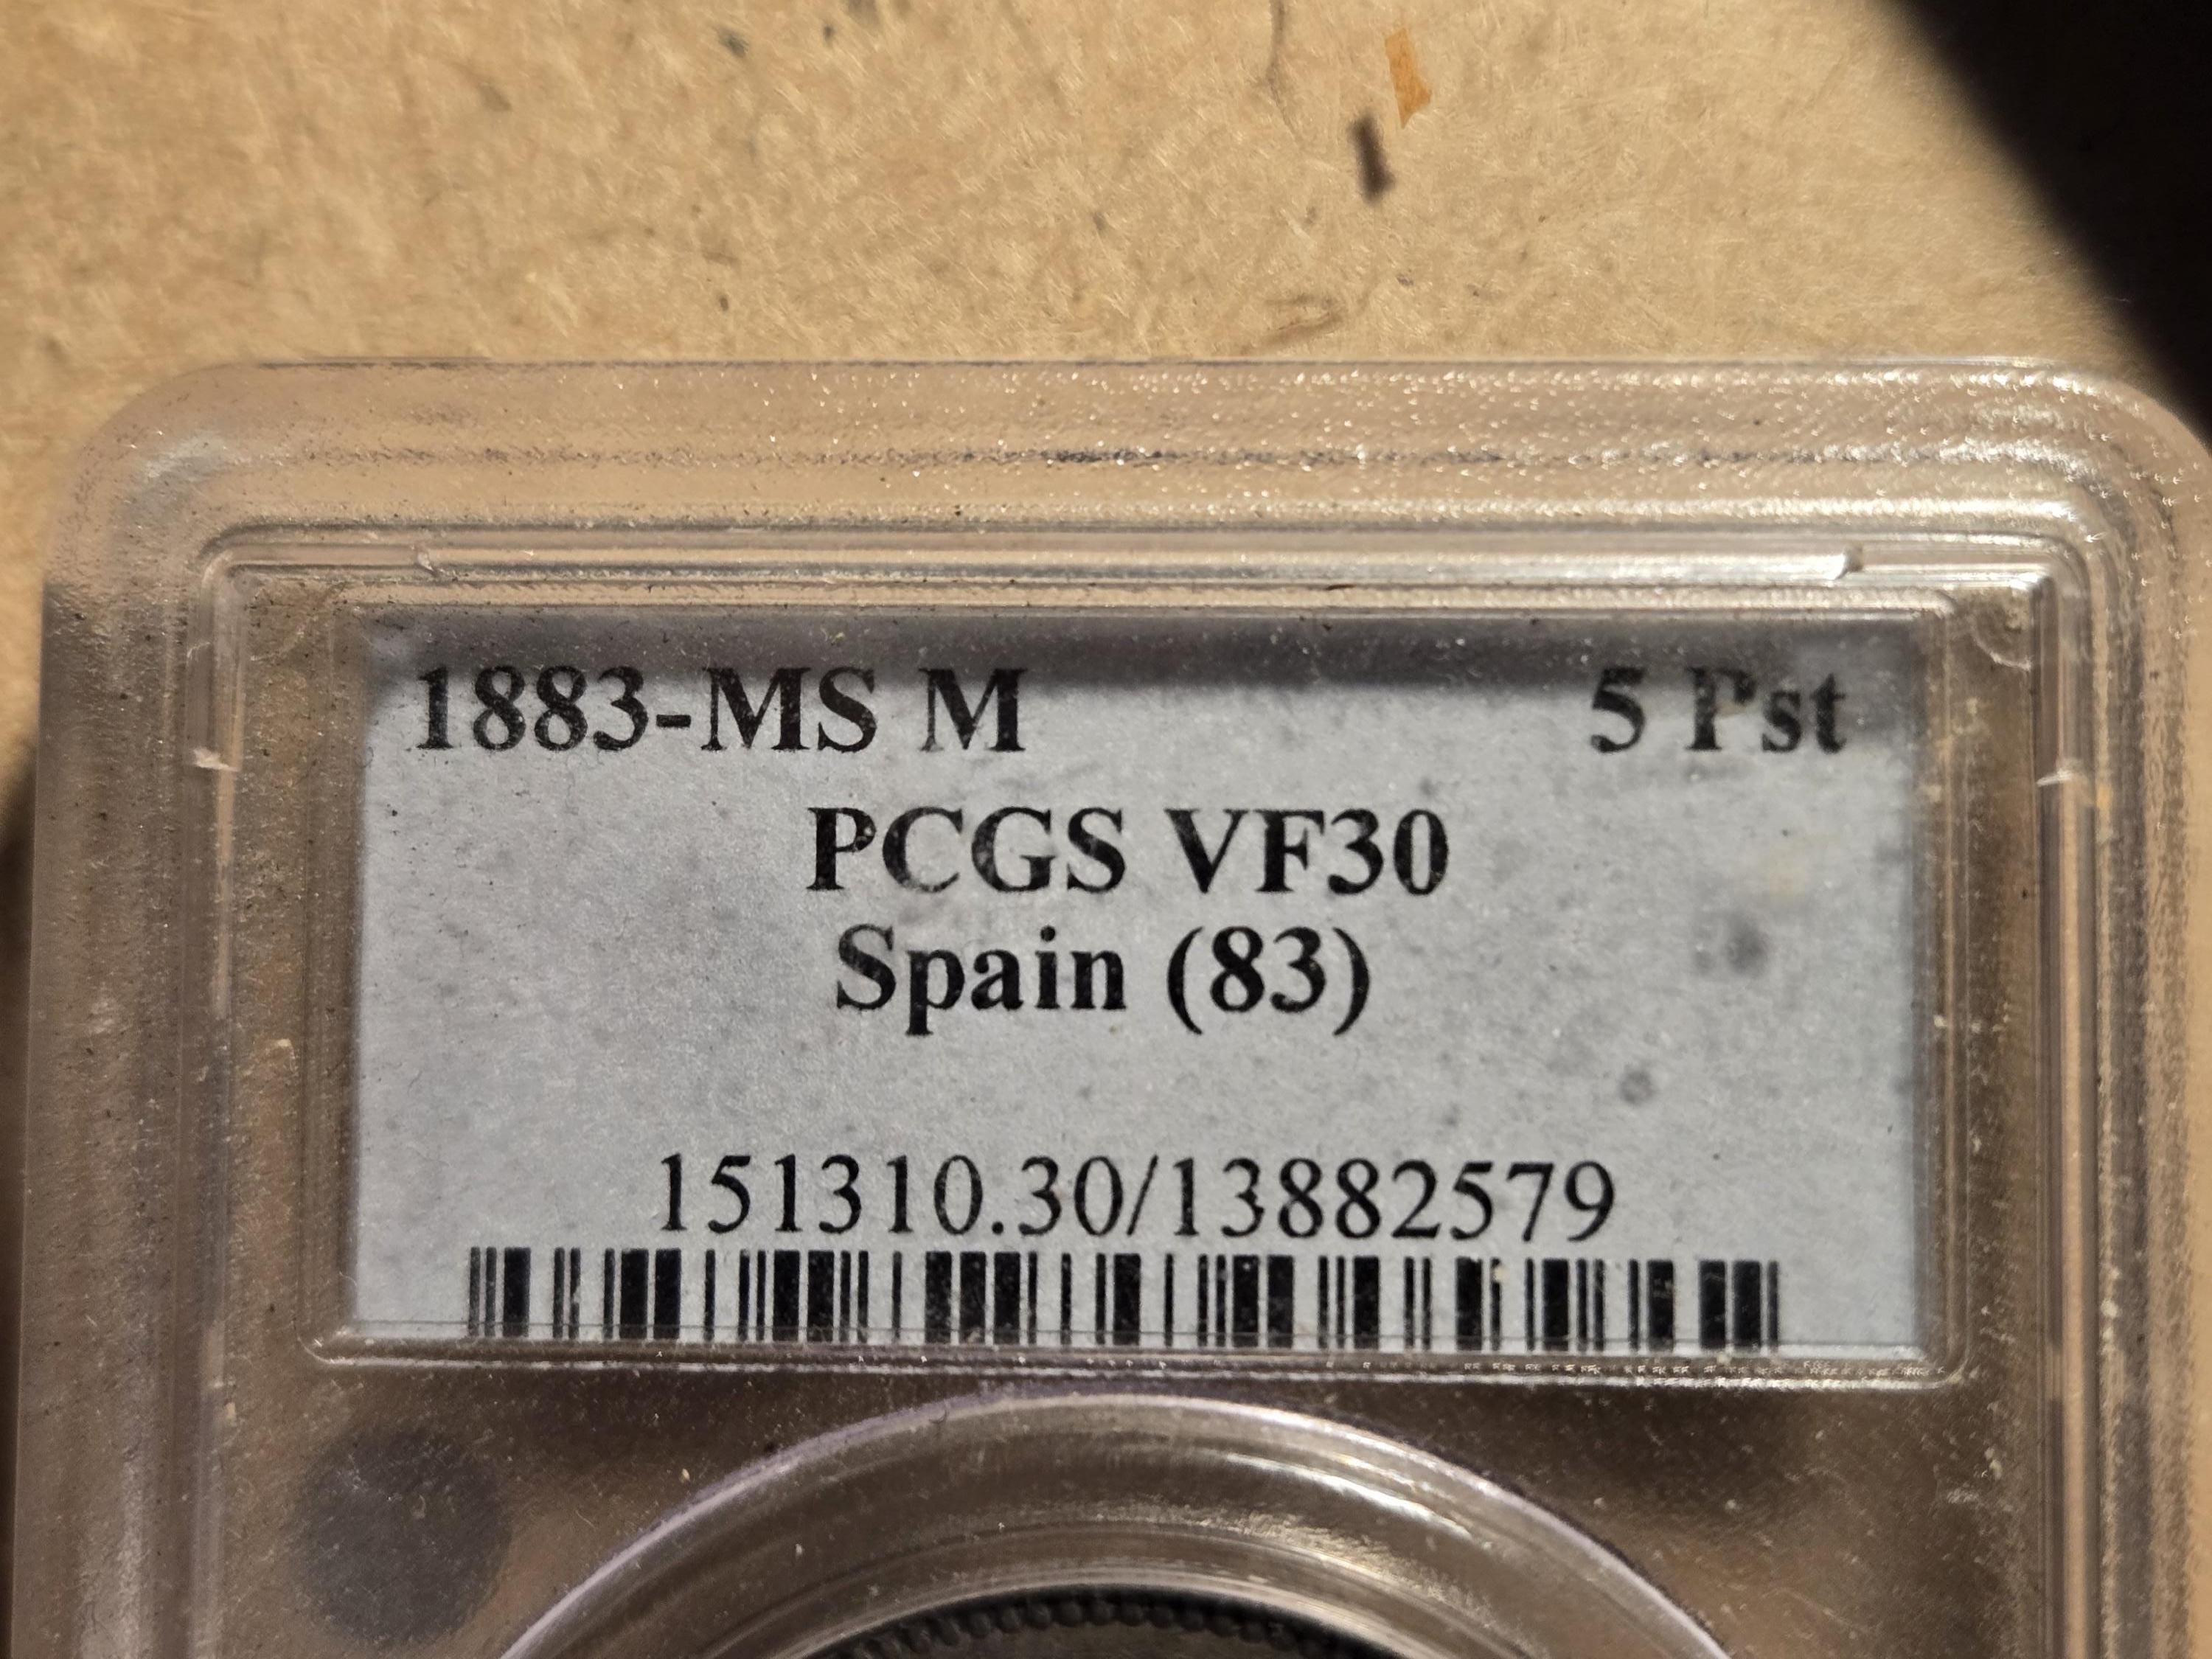 1883-MS M 5 Pst
PCGS VF30
Spain (83)
151310.30/13882579